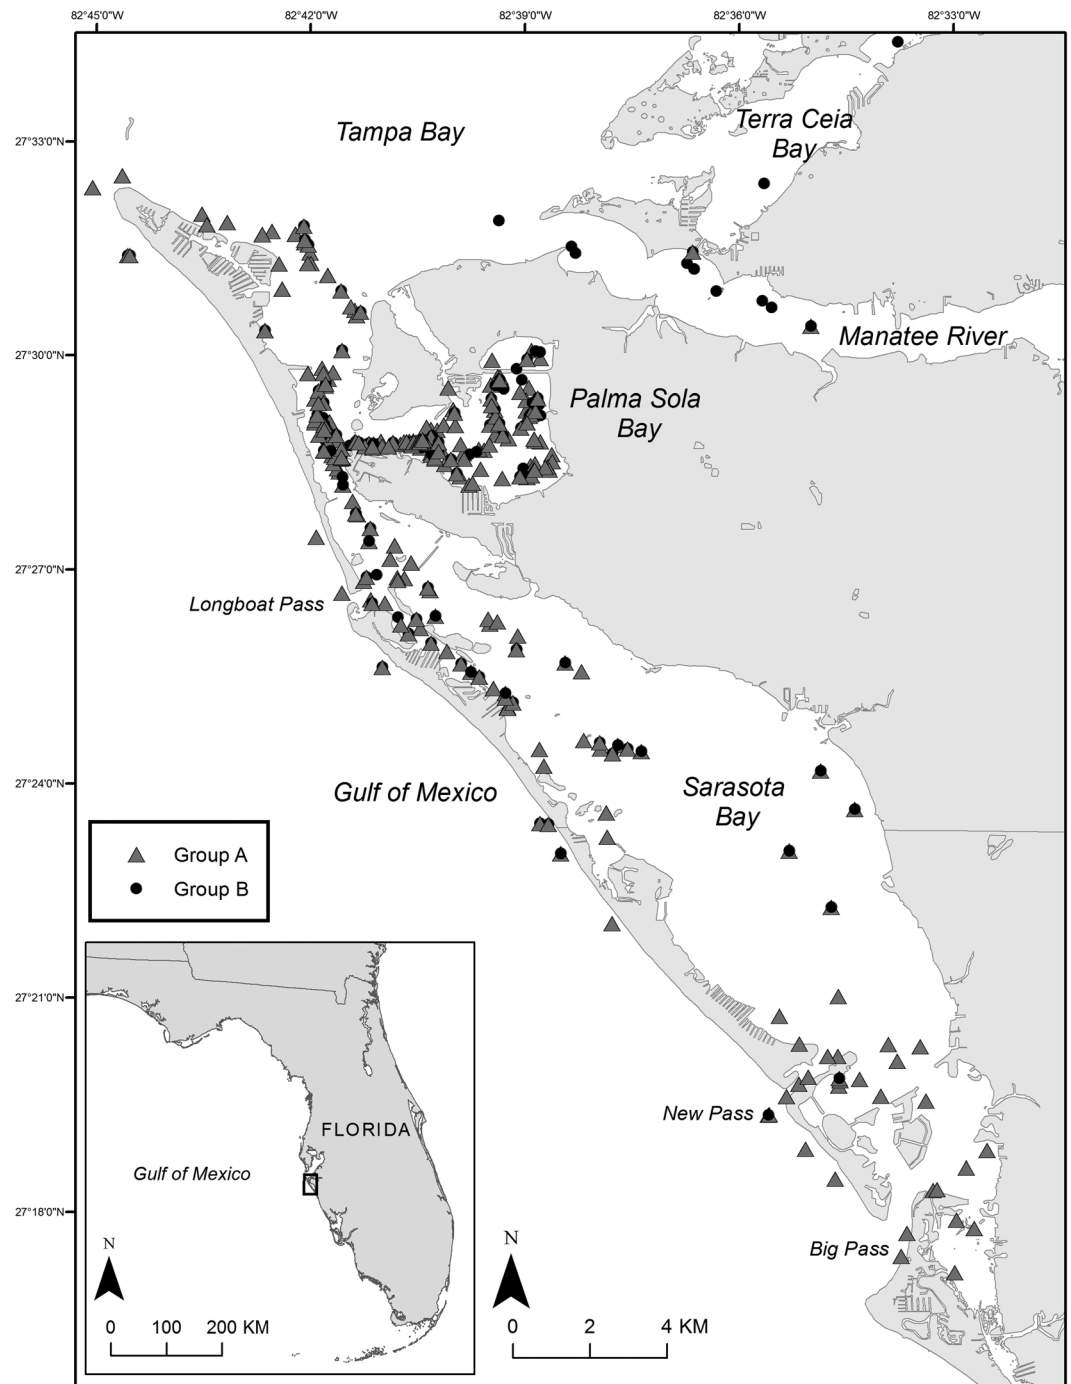 82°45'0"W 82°42'0"W 82°39'0"W 82°36'0"W 82°33'0"W
Tampa Bay
Terra Ceia
Bay
27°33'0"N
Manatee River
27°30'0"N
Palma Sola
Bay
27°27'0"N
Longboat Pass
27°24'0"N
Gulf of Mexico
Sarasota
Bay
Group A
Group B
27°21'0"N
New Pass
FLORIDA
Gulf of Mexico
27°18'0"N
Big Pass
N
N
0 100 200 KM
0 2 4 KM